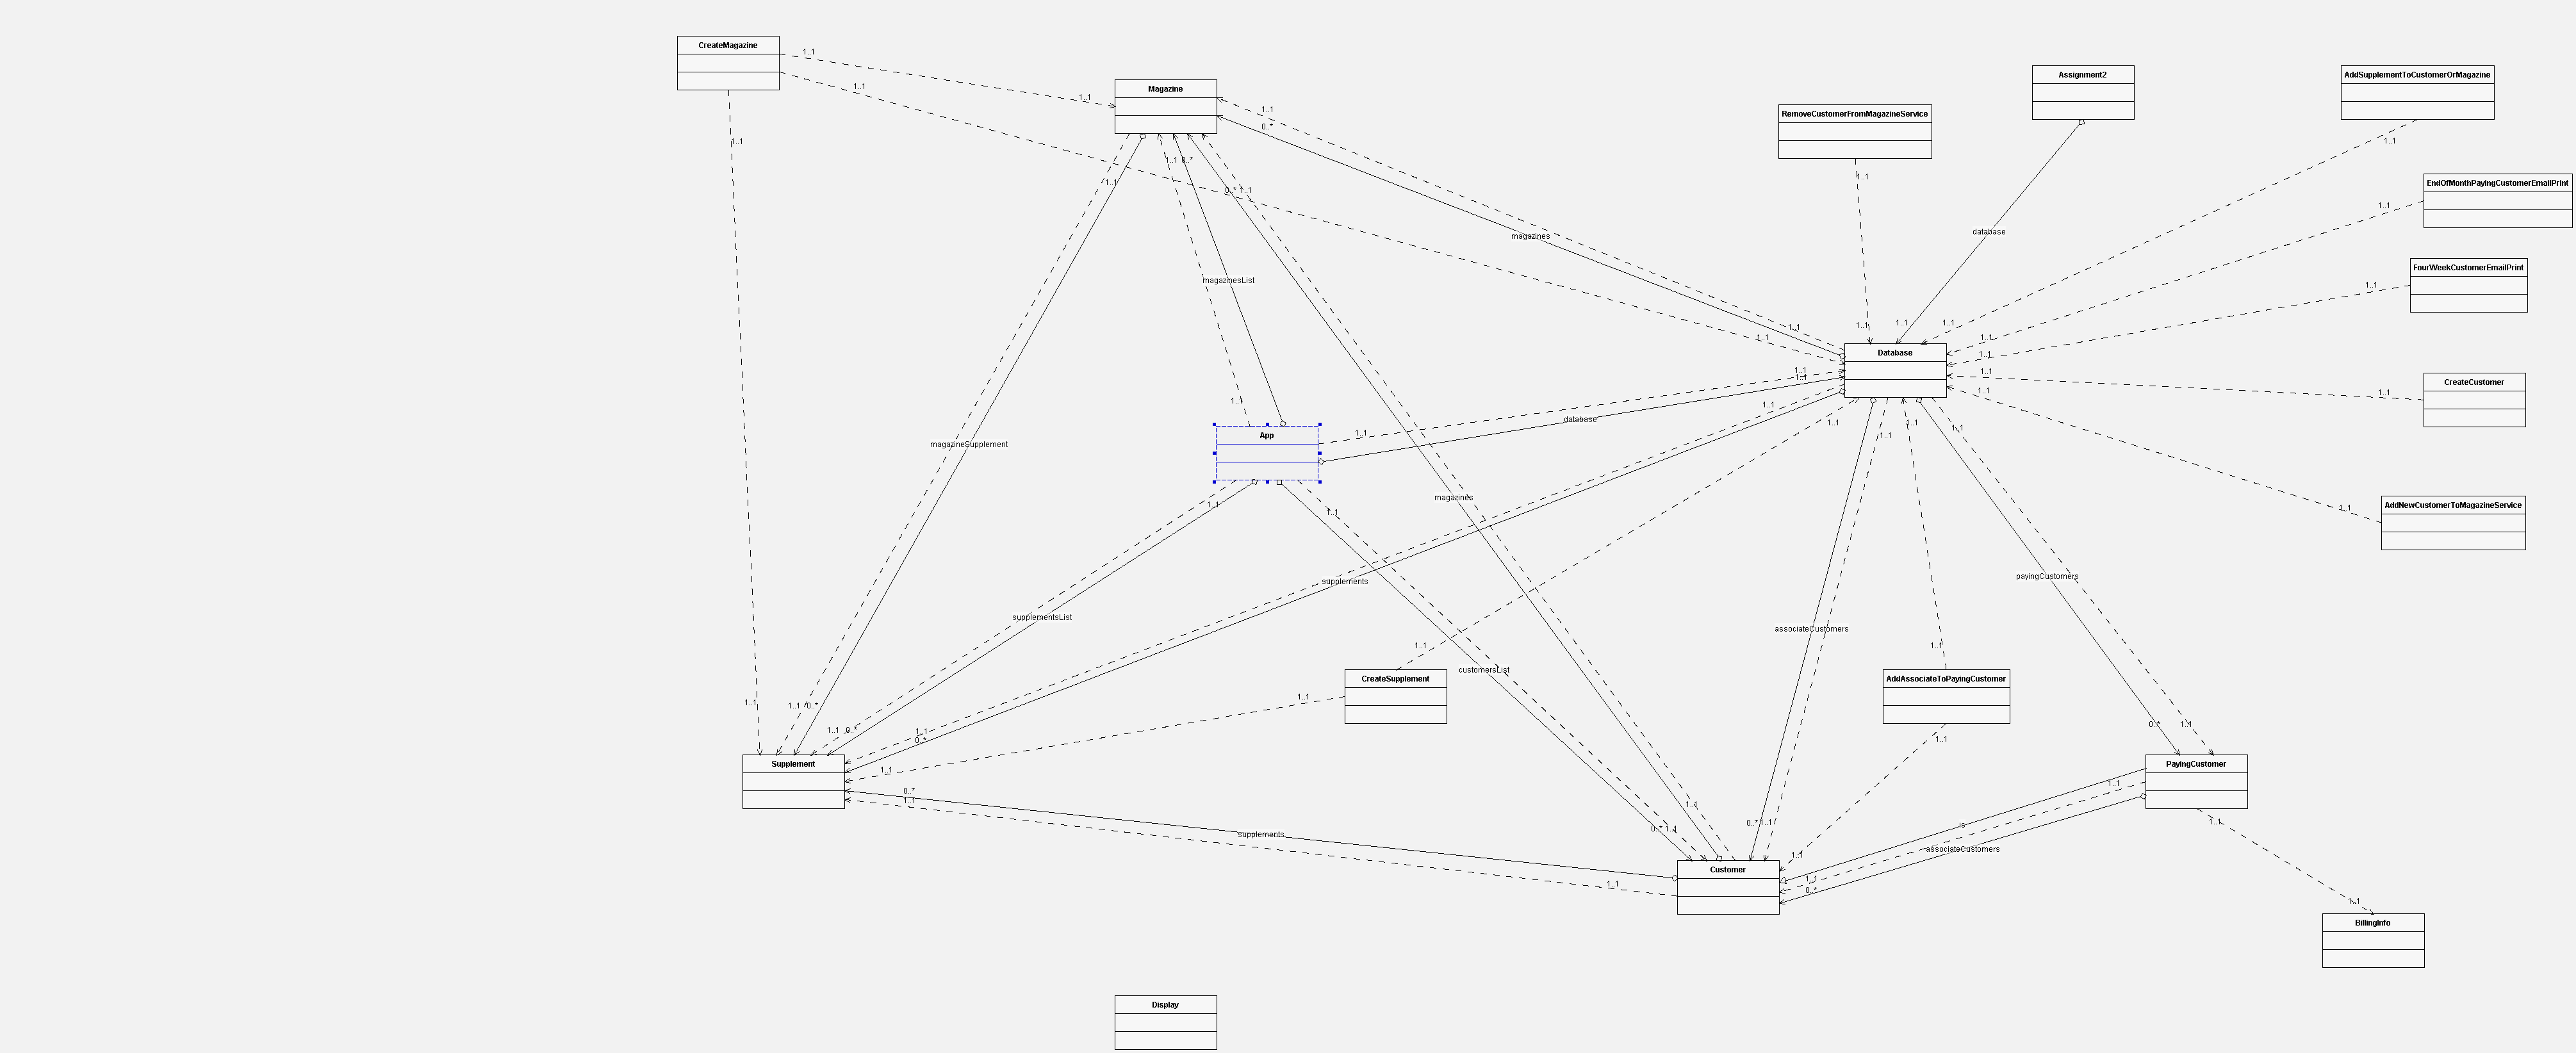 CreateMagazine
1..1
1..1
1..1
1..1
Magazine
1..1
0..*
Assignment2
AddSupplementToCustomerOrMagazine
RemoveCustomerFromMagazineService
1..1
1..1
1..1
1..1 0..*
1..1
0..* 1..1
EndOfMonthPayingCustomerEmailPrint
1..1
magazines
database
FourWeekCustomerEmailPrint
1..1
magazinesList
1..1
1..1
1..1
1..1
1..1
1..1
1..1
Database
1..1
1..1
1..1
1..1
CreateCustomer
1..1
1..1
1..1
1..1
database
1..1
1..1
1..1
1..1
1..1
App
1..1
magazineSupplement
magazines
1..1
1..1
AddNewCustomerToMagazineService
1..1
supplements
payingCustomers
supplementsList
associateCustomers
1..1
1..1
customersList
CreateSupplement
AddAssociateToPayingCustomer
1..1
1..1
1..1 0..*
1..1 0..*
1..1
0..*
1..1
0..*
1..1
Supplement
PayingCustomer
1..1
1..1
0..*
1..1
1..1
0..* 1..1
0..* 1..1
1..1
is
supplements
associateCustomers
1..1
Customer
1..1
1..1
0..*
1..1
BillingInfo
Display